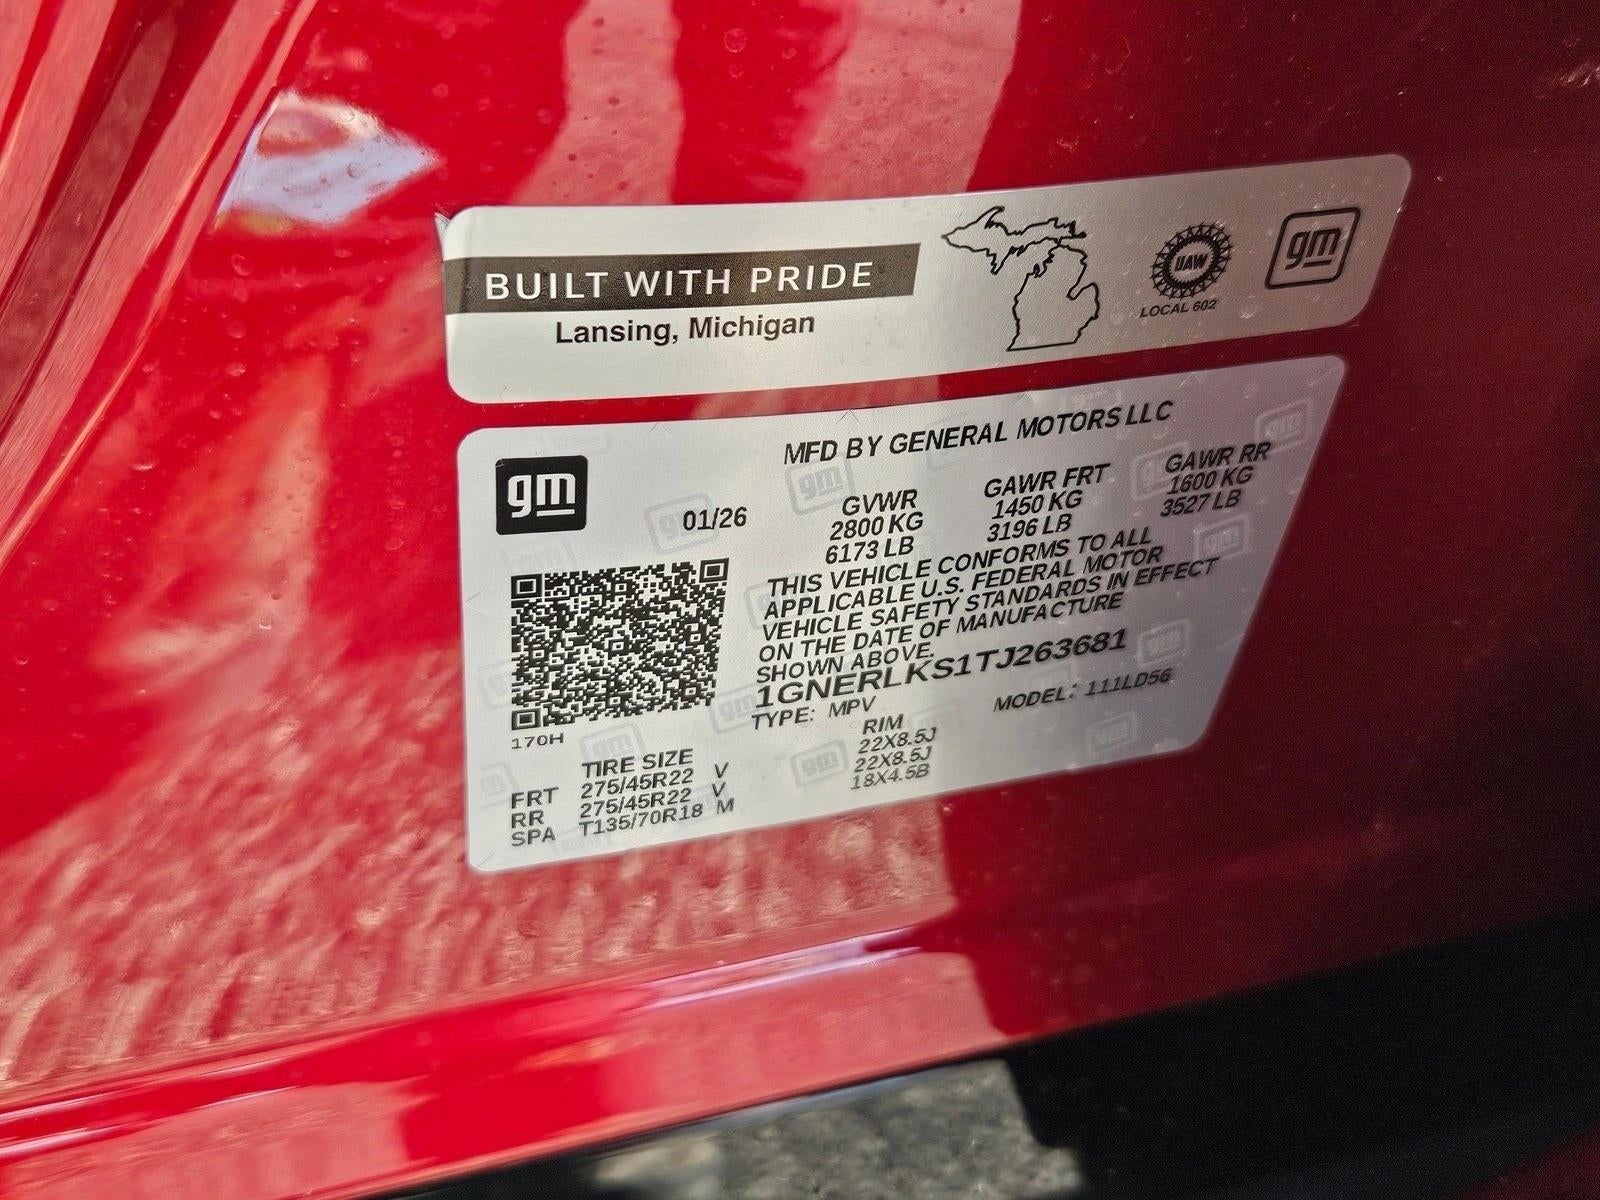 BUILT WITH PRIDE
Lansing, Michigan
UAW
LOCAL 602
gm
gm
MFD BY GENERAL MOTORS LLC
01/26
GVWR
2800 KG
6173 LB
GAWR FRT
1450 KG
3196 LB
GAWR RR
1600 KG
3527 LB
THIS VEHICLE CONFORMS TO ALL
APPLICABLE U.S. FEDERAL MOTOR
VEHICLE SAFETY STANDARDS IN EFFECT
ON THE DATE OF MANUFACTURE
SHOWN ABOVE.
1GNERLKS1TJ263681
TYPE: MPV
MODEL: 111LD56
170H
TIRE SIZE RIM
FRT 275/45R22 V 22X8.5J
RR 275/45R22 V 22X8.5J
SPA T135/70R18 M 18X4.5B